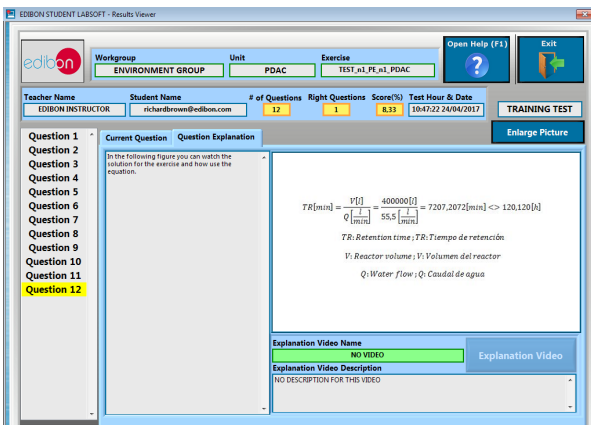 EDIBON STUDENT LABSOFT - Results Viewer
edibon
Workgroup
ENVIRONMENT GROUP
Unit
PDAC
Exercise
TEST_n1_PE_n1_PDAC
Open Help (F1)
?
Exit
Teacher Name
EDIBON INSTRUCTOR
Student Name
richardbrown@edibon.com
# of Questions
12
Right Questions
1
Score(%)
8,33
Test Hour & Date
10:47:22 24/04/2017
TRAINING TEST
Enlarge Picture
Question 1
Question 2
Question 3
Question 4
Question 5
Question 6
Question 7
Question 8
Question 9
Question 10
Question 11
Question 12
Current Question
Question Explanation
In the following figure you can watch the
solution for the exercise and how use the
equation.
TR[min] = V[l] / Q[l/min] = 400000[l] / 55,5[l/min] = 7207,2072[min] <> 120,120[h]
TR: Retention time ; TR: Tiempo de retención
V: Reactor volume ; V: Volumen del reactor
Q: Water flow ; Q: Caudal de agua
Explanation Video Name
NO VIDEO
Explanation Video
Explanation Video Description
NO DESCRIPTION FOR THIS VIDEO